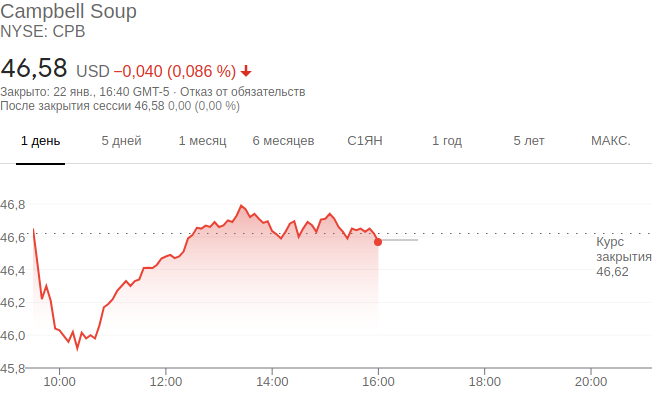 Campbell Soup
NYSE: CPB
46,58 USD −0,040 (0,086 %)
Закрыто: 22 янв., 16:40 GMT-5 · Отказ от обязательств
После закрытия сессии 46,58 0,00 (0,00 %)
1 день 5 дней 1 месяц 6 месяцев С1ЯН 1 год 5 лет МАКС.
46,8
46,6
46,4
46,2
46,0
45,8
Курс
закрытия
46,62
10:00 12:00 14:00 16:00 18:00 20:00